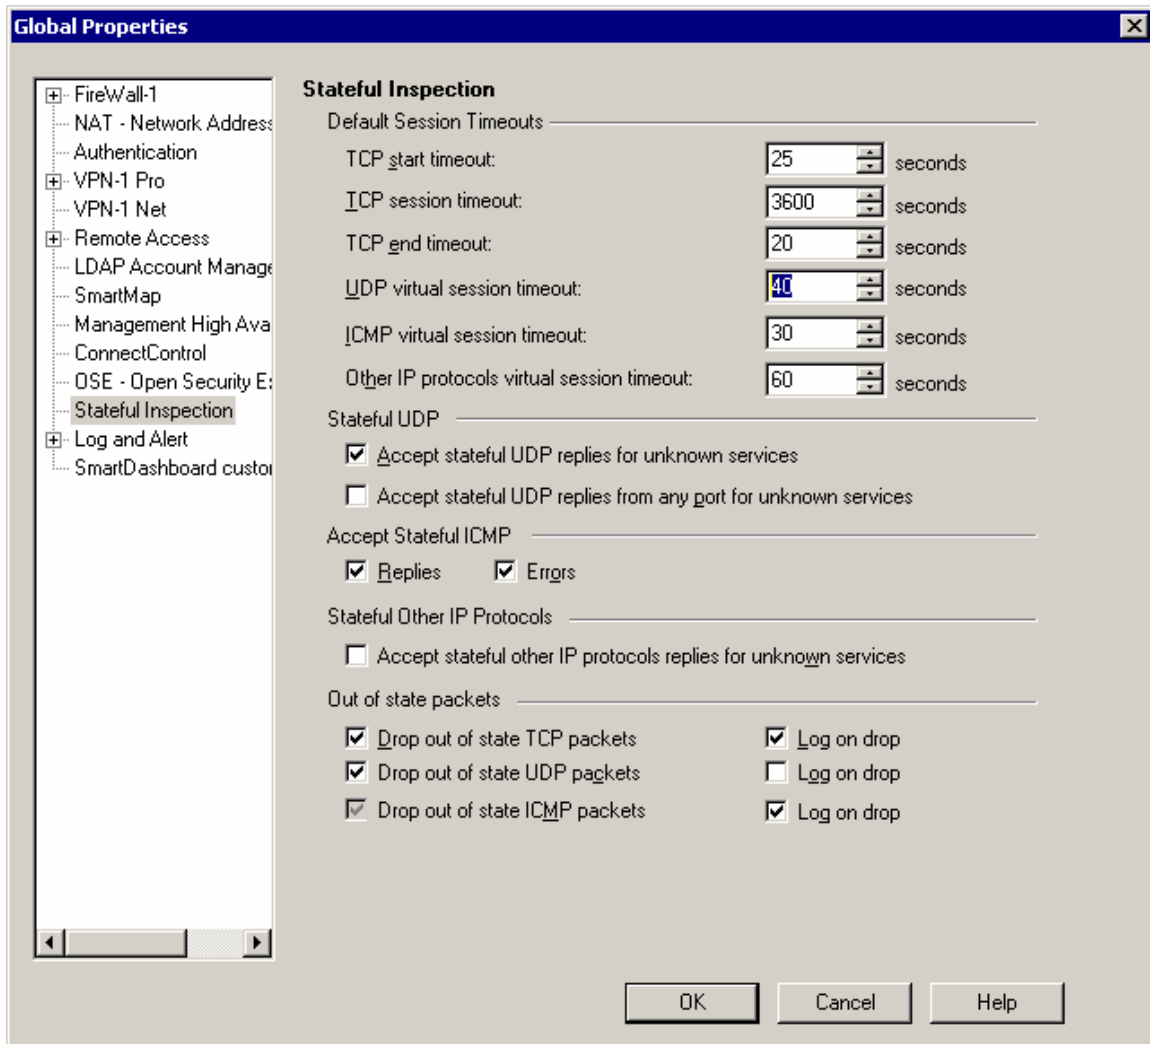 Global Properties
FireWall-1
NAT - Network Address
Authentication
VPN-1 Pro
VPN-1 Net
Remote Access
LDAP Account Manage
SmartMap
Management High Ava
ConnectControl
OSE - Open Security E
Stateful Inspection
Log and Alert
SmartDashboard custo
Stateful Inspection
Default Session Timeouts
TCP start timeout: 25 seconds
TCP session timeout: 3600 seconds
TCP end timeout: 20 seconds
UDP virtual session timeout: 40 seconds
ICMP virtual session timeout: 30 seconds
Other IP protocols virtual session timeout: 60 seconds
Stateful UDP
Accept stateful UDP replies for unknown services
Accept stateful UDP replies from any port for unknown services
Accept Stateful ICMP
Replies Errors
Stateful Other IP Protocols
Accept stateful other IP protocols replies for unknown services
Out of state packets
Drop out of state TCP packets Log on drop
Drop out of state UDP packets Log on drop
Drop out of state ICMP packets Log on drop
OK Cancel Help